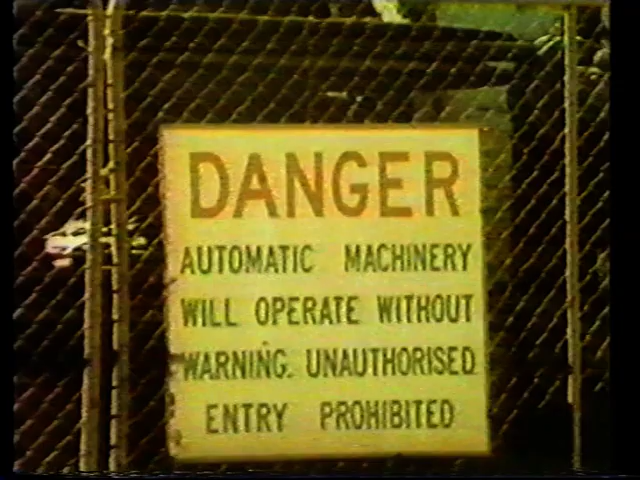 DANGER
AUTOMATIC MACHINERY
WILL OPERATE WITHOUT
WARNING. UNAUTHORISED
ENTRY PROHIBITED